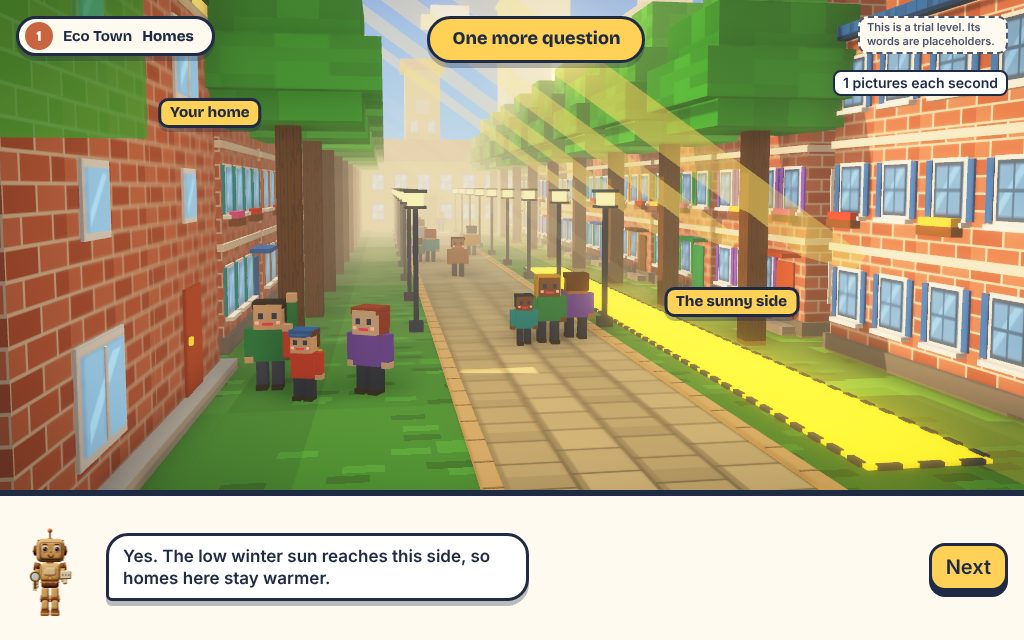 1 Eco Town Homes
One more question
This is a trial level. Its
words are placeholders.
1 pictures each second
Your home
The sunny side
Yes. The low winter sun reaches this side, so
homes here stay warmer.
Next